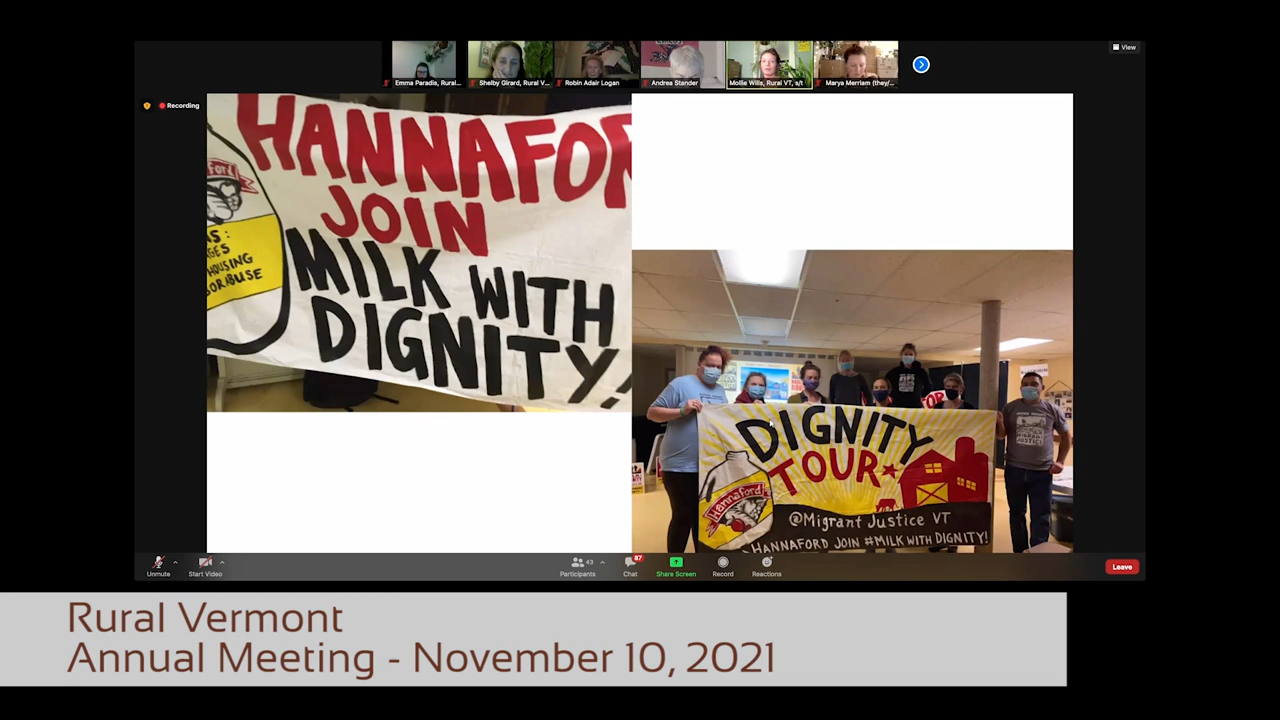 View
Emma Paradis, Rural...
Shelby Girard, Rural V...
Robin Adair Logan
Andrea Stander
Mollie Wills, Rural VT, s/t
Marya Merriam (they/...
Recording
HANNAFOR
JOIN
MILK WITH
DIGNITY!
HOUSING
ABUSE
DIGNITY
TOUR
Hannaford
@Migrant Justice VT
HANNAFORD JOIN #MILK WITH DIGNITY!
Unmute
Start Video
43
Participants
87
Chat
Share Screen
Record
Reactions
Leave
Rural Vermont
Annual Meeting - November 10, 2021